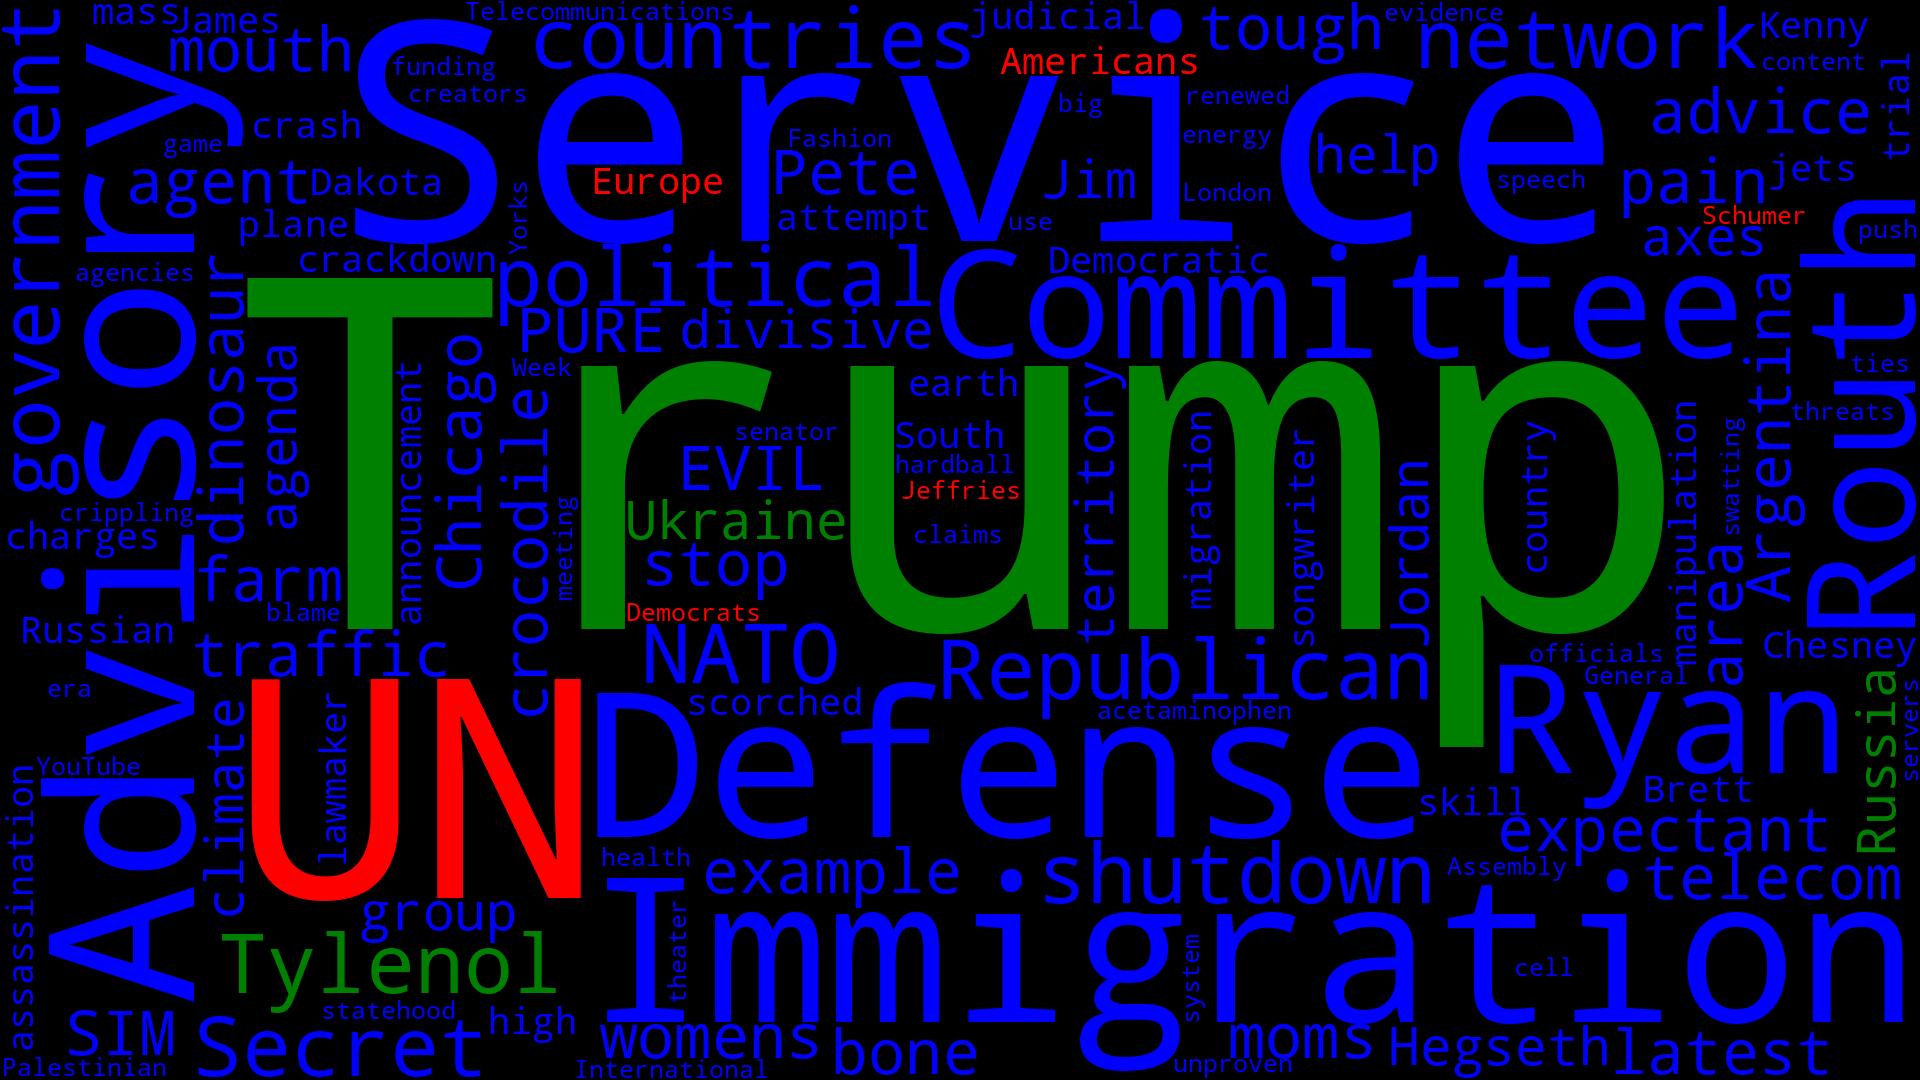 mass
James
Telecommunications
countries
judicial
tough
evidence
network
Kenny
mouth
Service
Americans
content
government
Advisory
funding
creators
big
renewed
advice
trial
game
crash
Fashion
energy
help
agent
Dakota
Europe
Pete
Jim
London
speech
pain
jets
plane
Yorks
attempt
use
Schumer
axes
push
Routh
agencies
crackdown
political
Democratic
Committee
dinosaur
Trump
PURE
divisive
Argentina
agenda
announcement
Chicago
Week
crocodile
earth
territory
ties
senator
South
migration
songwriter
country
manipulation
swatting
threats
EVIL
hardball
Jeffries
Jordan
crippling
charges
meeting
Ukraine
claims
area
farm
stop
blame
Democrats
Russian
traffic
NATO
Republican
officials
General
Chesney
era
climate
lawmaker
UN
scorched
Defense
acetaminophen
Ryan
Russia
servers
YouTube
assassination
skill
Brett
expectant
health
example
shutdown
Assembly
telecom
group
Immigration
theater
system
cell
Tylenol
SIM
statehood
Secret
high
womens
bone
moms
Hegseth
latest
Palestinian
International
unproven